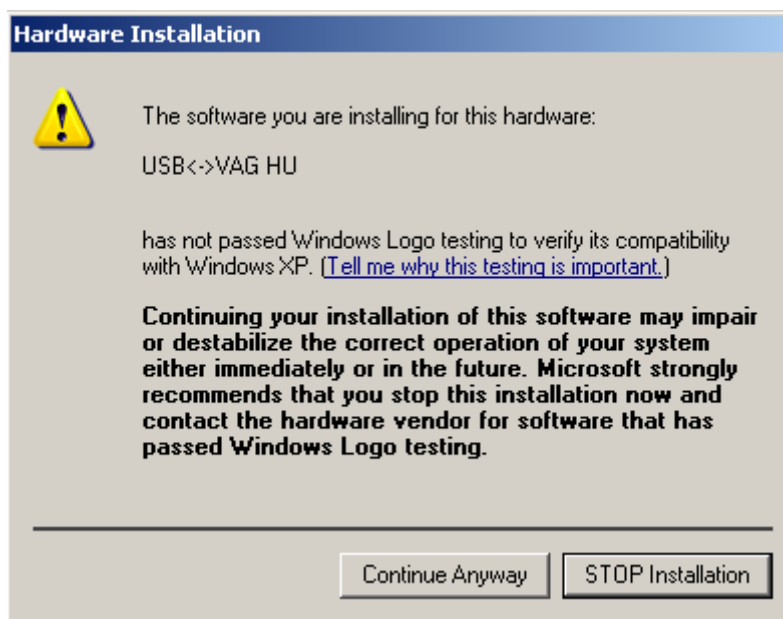 Hardware Installation
The software you are installing for this hardware:
USB<->VAG HU
has not passed Windows Logo testing to verify its compatibility
with Windows XP. (Tell me why this testing is important.)
Continuing your installation of this software may impair
or destabilize the correct operation of your system
either immediately or in the future. Microsoft strongly
recommends that you stop this installation now and
contact the hardware vendor for software that has
passed Windows Logo testing.
Continue Anyway
STOP Installation